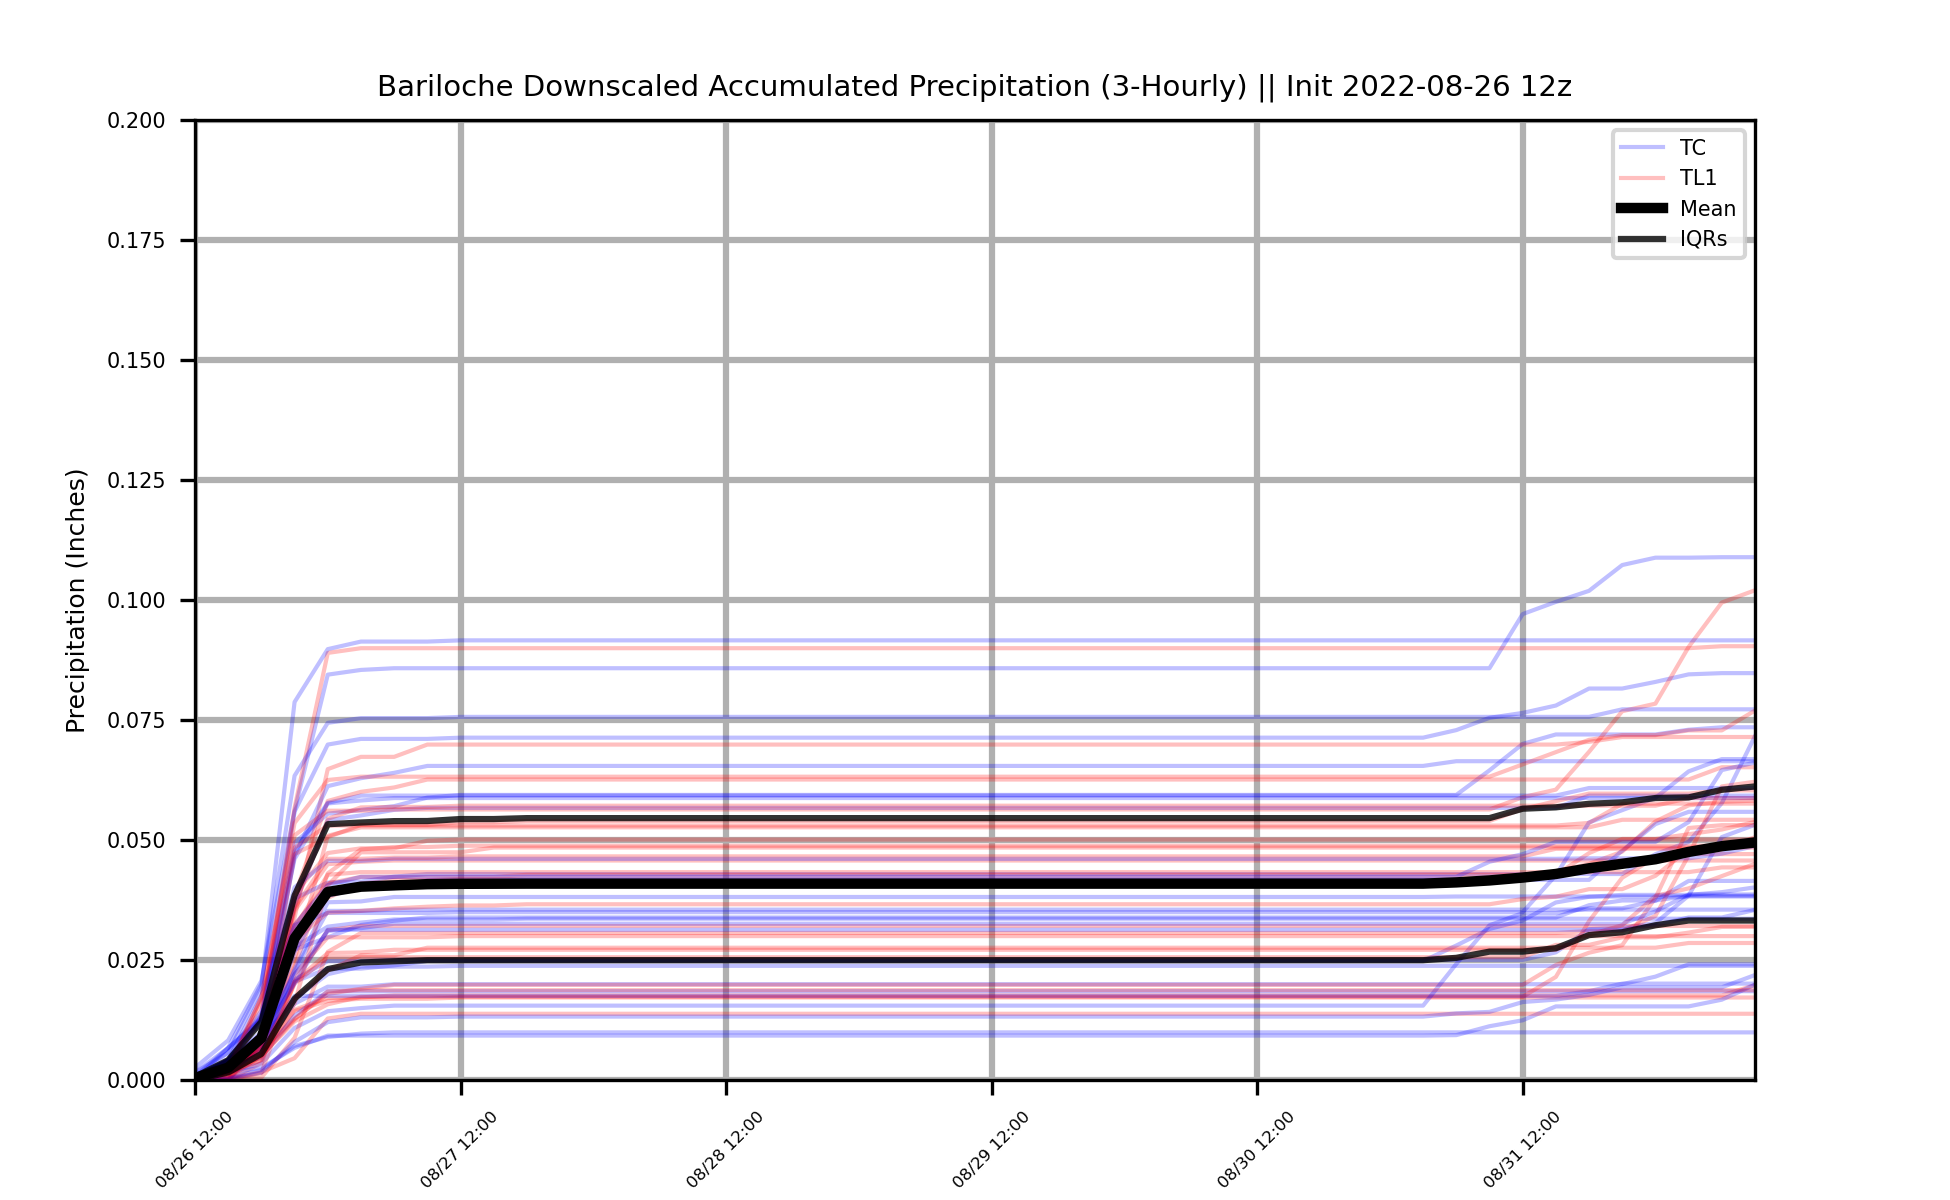 Bariloche Downscaled Accumulated Precipitation (3-Hourly) || Init 2022-08-26 12z
Precipitation (Inches)
0.200
0.175
0.150
0.125
0.100
0.075
0.050
0.025
0.000
TC
TL1
Mean
IQRs
08/26 12:00
08/27 12:00
08/28 12:00
08/29 12:00
08/30 12:00
08/31 12:00